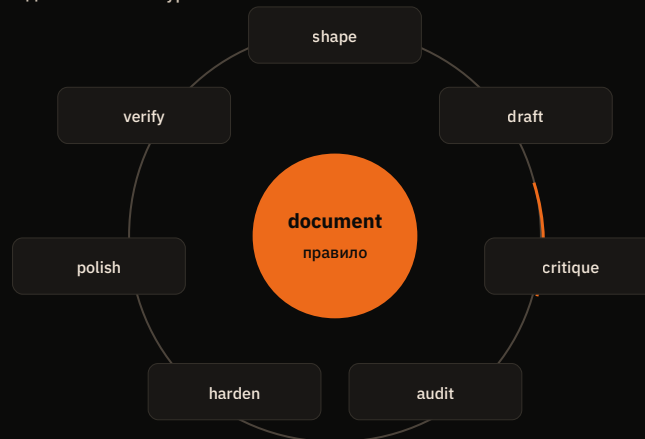 shape
verify
draft
document
правило
polish
critique
harden
audit